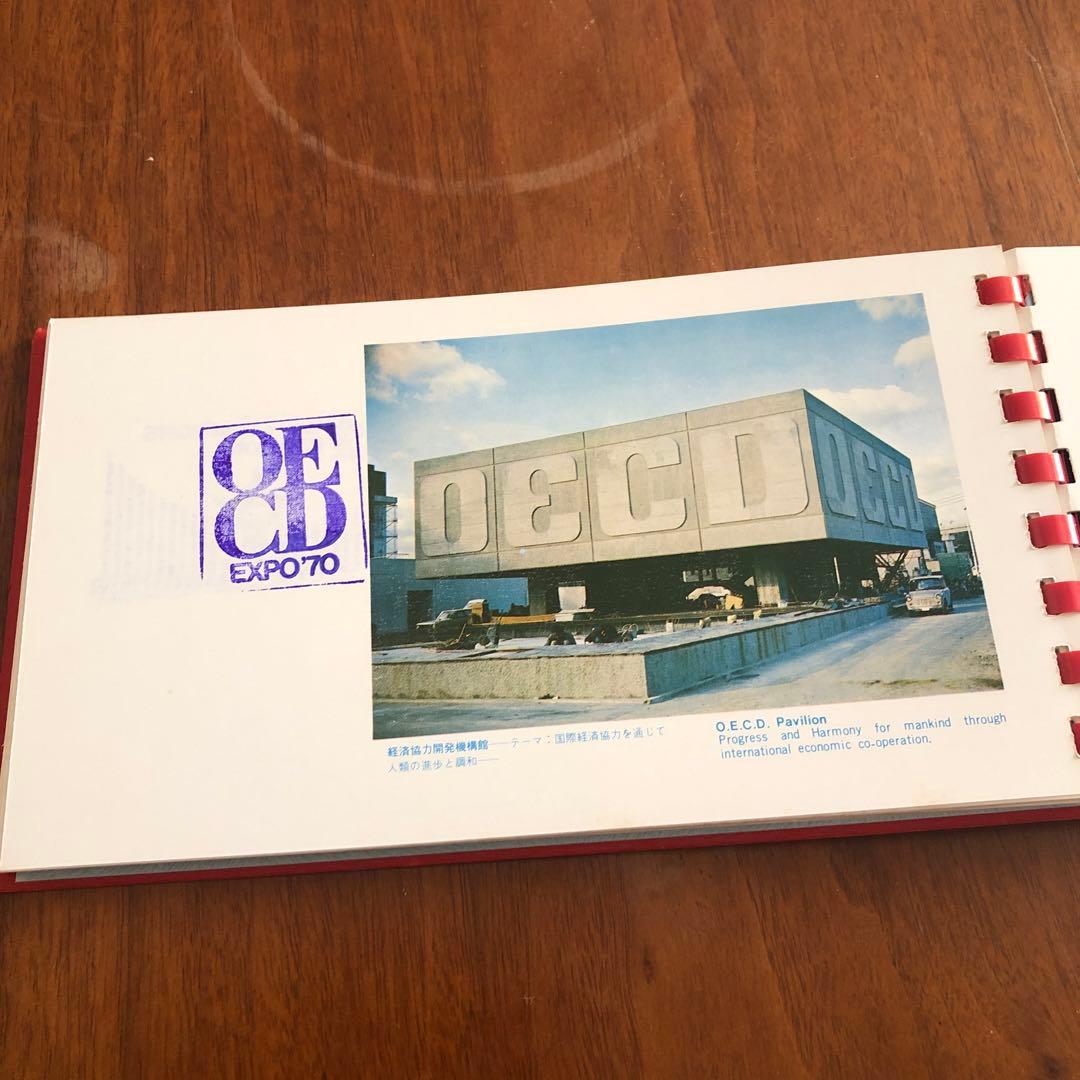 OE
CD
EXPO'70
OECD
OECD
経済協力開発機構館──テーマ：国際経済協力を通じて
人類の進歩と調和──
O.E.C.D. Pavilion
Progress and Harmony for mankind through
international economic co-operation.